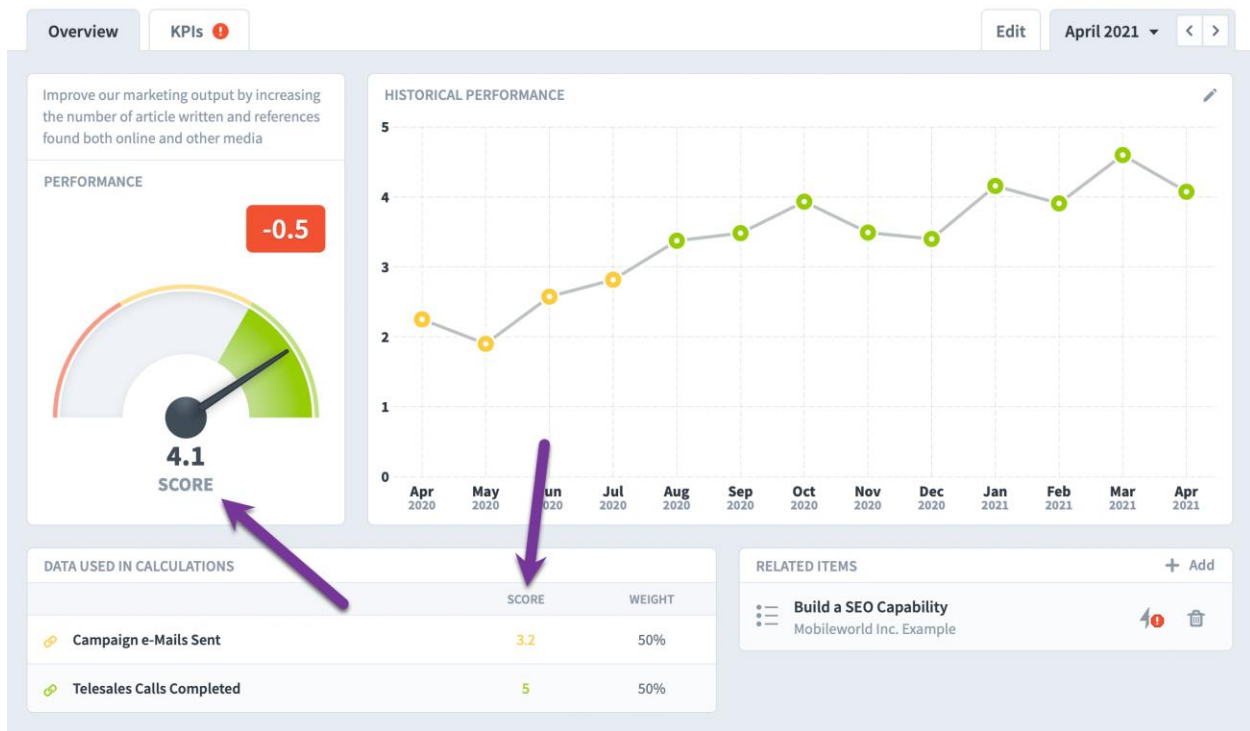 Overview
KPIs
Edit
April 2021
Improve our marketing output by increasing
the number of article written and references
found both online and other media
PERFORMANCE
-0.5
4.1
SCORE
HISTORICAL PERFORMANCE
5
4
3
2
1
0
Apr May Jun Jul Aug Sep Oct Nov Dec Jan Feb Mar Apr
2020 2020 2020 2020 2020 2020 2020 2020 2020 2021 2021 2021 2021
DATA USED IN CALCULATIONS
SCORE WEIGHT
Campaign e-Mails Sent 3.2 50%
Telesales Calls Completed 5 50%
RELATED ITEMS + Add
Build a SEO Capability
Mobileworld Inc. Example